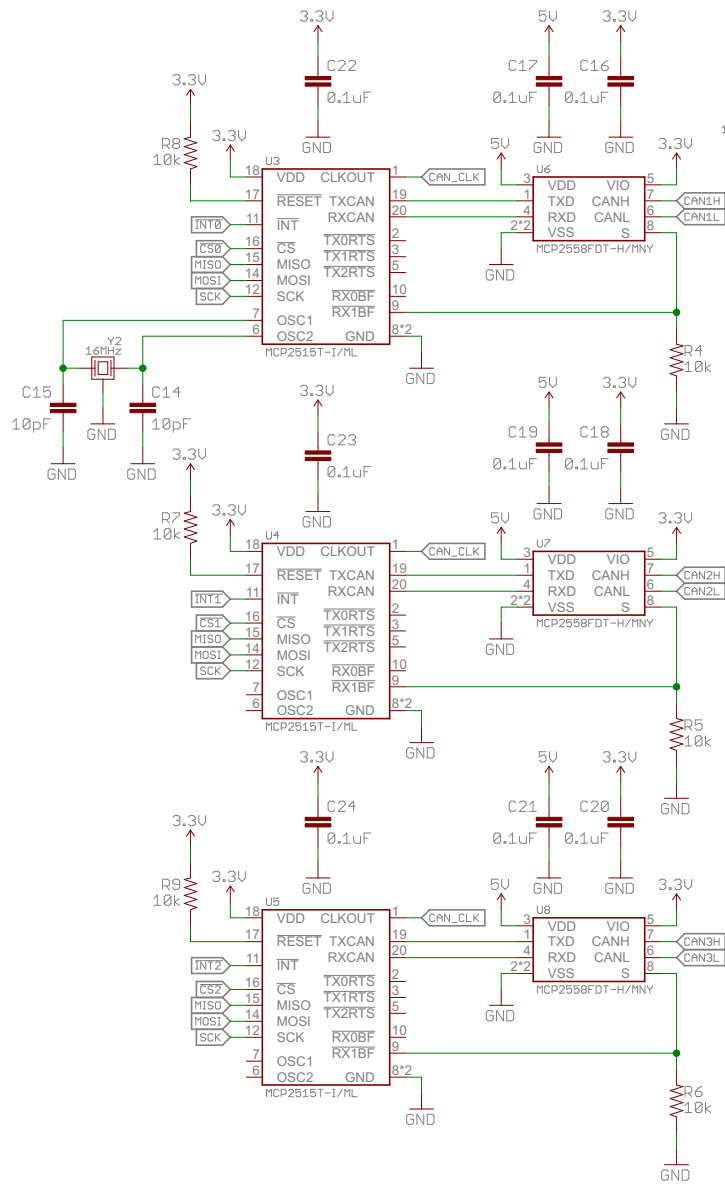 3.3V
C22
0.1uF
GND
5V
C17
0.1uF
GND
3.3V
C16
0.1uF
GND
1
3.3V
R8
10k
3.3V
U3
18 VDD CLKOUT 1 CAN_CLK
17 RESET TXCAN 19
RXCAN 20
INT0 11 INT
TX0RTS 2
CS0 16 CS
TX1RTS 3
MISO 15 MISO
TX2RTS 5
MOSI 14 MOSI
SCK 12 SCK
RX0BF 10
7 OSC1
RX1BF 9
6 OSC2 GND 8*2
MCP2515T-I/ML
GND
5V
3.3V
U6
3 VDD VIO 5
1 TXD CANH 7 CAN1H
4 RXD CANL 6 CAN1L
2*2 VSS S 8
MCP2558FDT-H/MNY
GND
R4
10k
GND
Y2
16MHz
C15
10pF
GND
GND
C14
10pF
GND
3.3V
C23
0.1uF
GND
5V
C19
0.1uF
GND
3.3V
C18
0.1uF
GND
3.3V
R7
10k
3.3V
U4
18 VDD CLKOUT 1 CAN_CLK
17 RESET TXCAN 19
RXCAN 20
INT1 11 INT
TX0RTS 2
CS1 16 CS
TX1RTS 3
MISO 15 MISO
TX2RTS 5
MOSI 14 MOSI
SCK 12 SCK
RX0BF 10
7 OSC1
RX1BF 9
6 OSC2 GND 8*2
MCP2515T-I/ML
GND
5V
3.3V
U7
3 VDD VIO 5
1 TXD CANH 7 CAN2H
4 RXD CANL 6 CAN2L
2*2 VSS S 8
MCP2558FDT-H/MNY
GND
R5
10k
GND
3.3V
C24
0.1uF
GND
5V
C21
0.1uF
GND
3.3V
C20
0.1uF
GND
3.3V
R9
10k
3.3V
U5
18 VDD CLKOUT 1 CAN_CLK
17 RESET TXCAN 19
RXCAN 20
INT2 11 INT
TX0RTS 2
CS2 16 CS
TX1RTS 3
MISO 15 MISO
TX2RTS 5
MOSI 14 MOSI
SCK 12 SCK
RX0BF 10
7 OSC1
RX1BF 9
6 OSC2 GND 8*2
MCP2515T-I/ML
GND
5V
3.3V
U8
3 VDD VIO 5
1 TXD CANH 7 CAN3H
4 RXD CANL 6 CAN3L
2*2 VSS S 8
MCP2558FDT-H/MNY
GND
R6
10k
GND